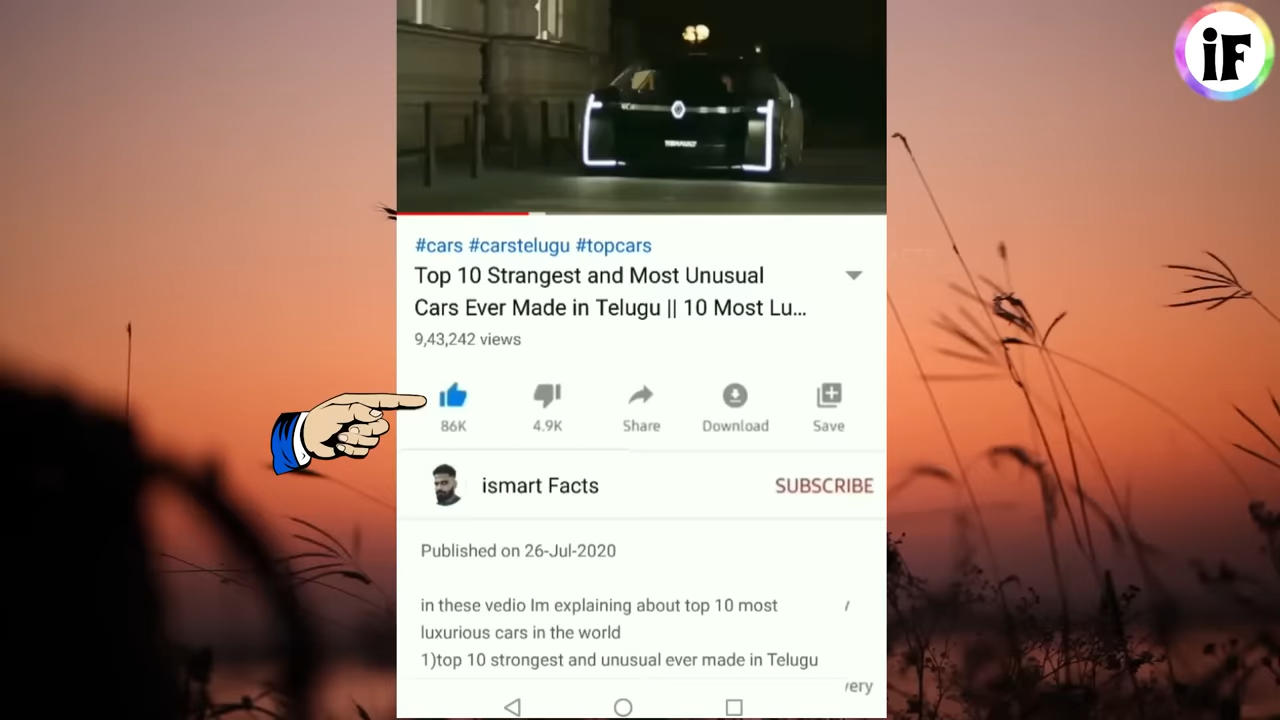 iF
RENAULT
#cars #carstelugu #topcars
Top 10 Strangest and Most Unusual
Cars Ever Made in Telugu || 10 Most Lu...
9,43,242 views
86K
4.9K
Share
Download
Save
ismart Facts
SUBSCRIBE
Published on 26-Jul-2020
in these vedio Im explaining about top 10 most
luxurious cars in the world
1)top 10 strongest and unusual ever made in Telugu